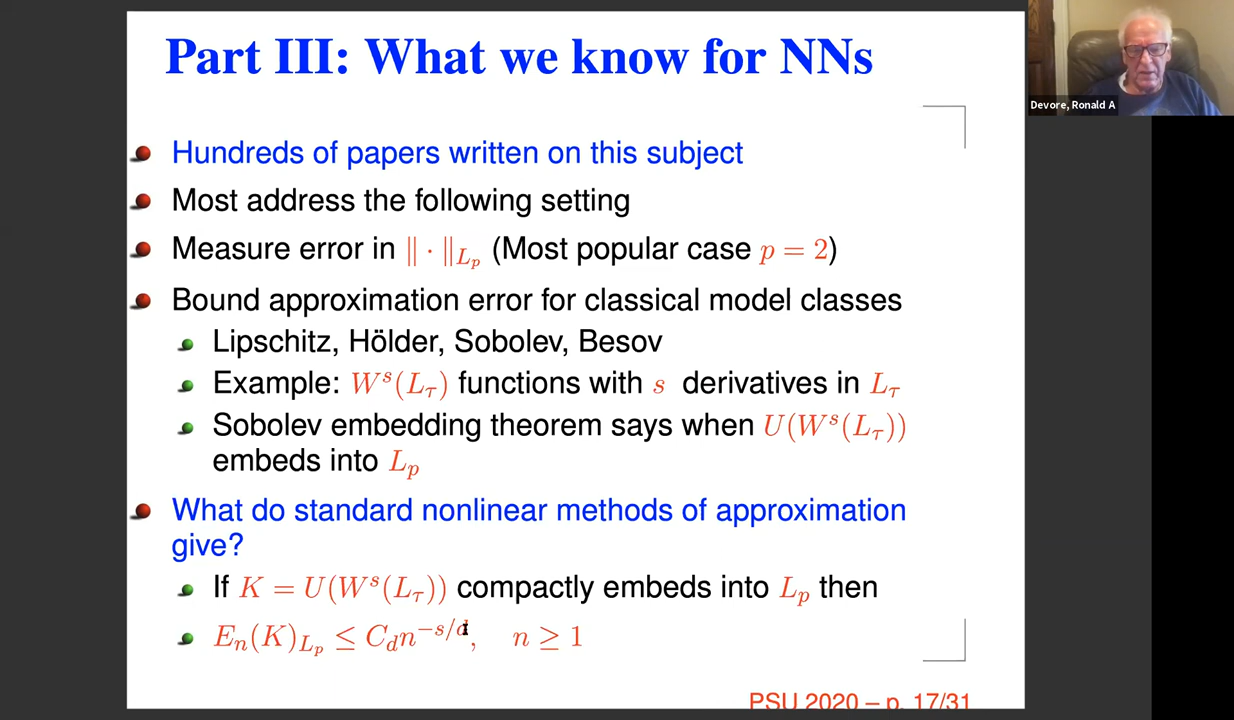 Part III: What we know for NNs
Devore, Ronald A
Hundreds of papers written on this subject
Most address the following setting
Measure error in ‖ · ‖_{L_p} (Most popular case p = 2)
Bound approximation error for classical model classes
Lipschitz, Hölder, Sobolev, Besov
Example: W^s(L_τ) functions with s derivatives in L_τ
Sobolev embedding theorem says when U(W^s(L_τ))
embeds into L_p
What do standard nonlinear methods of approximation
give?
If K = U(W^s(L_τ)) compactly embeds into L_p then
E_n(K)_{L_p} ≤ C_d n^{-s/d}, n ≥ 1
PSU 2020 – p. 17/31